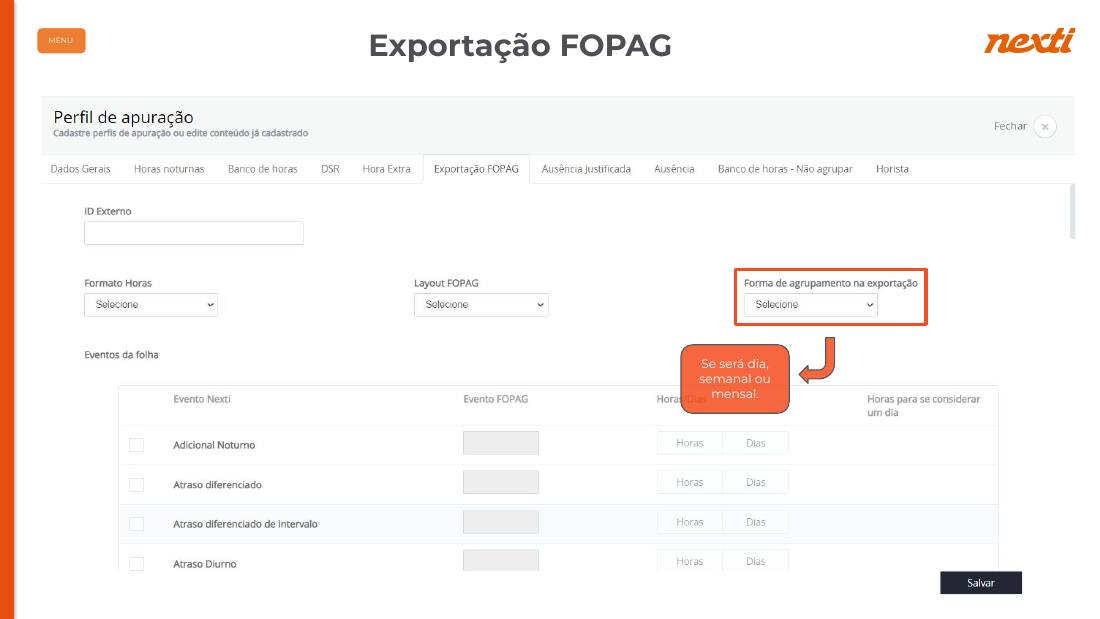 MENU
Exportação FOPAG
nexti
Perfil de apuração
Cadastre perfis de apuração ou edite conteúdo já cadastrado
Fechar
Dados Gerais Horas noturnas Banco de horas DSR Hora Extra Exportação FOPAG Ausência Justificada Ausência Banco de horas - Não agrupar Horista
ID Externo
Formato Horas Layout FOPAG Forma de agrupamento na exportação
Selecione Selecione Selecione
Eventos da folha
Se será dia,
semanal ou
mensal.
Evento Nexti Evento FOPAG Horas/Dias Horas para se considerar
um dia
Adicional Noturno Horas Dias
Atraso diferenciado Horas Dias
Atraso diferenciado de Intervalo Horas Dias
Atraso Diurno Horas Dias
Salvar